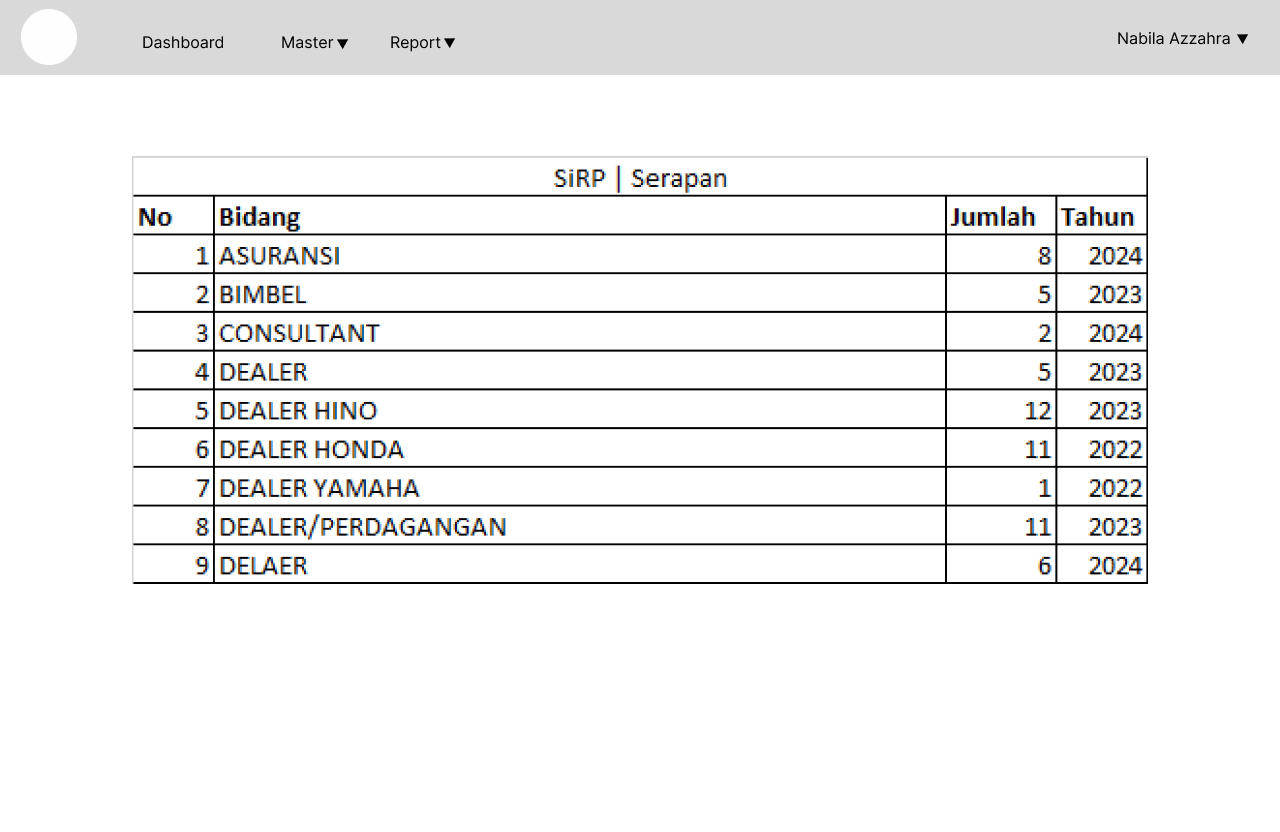 Dashboard Master ▼ Report ▼ Nabila Azzahra ▼
SiRP | Serapan
No Bidang Jumlah Tahun
1 ASURANSI 8 2024
2 BIMBEL 5 2023
3 CONSULTANT 2 2024
4 DEALER 5 2023
5 DEALER HINO 12 2023
6 DEALER HONDA 11 2022
7 DEALER YAMAHA 1 2022
8 DEALER/PERDAGANGAN 11 2023
9 DELAER 6 2024